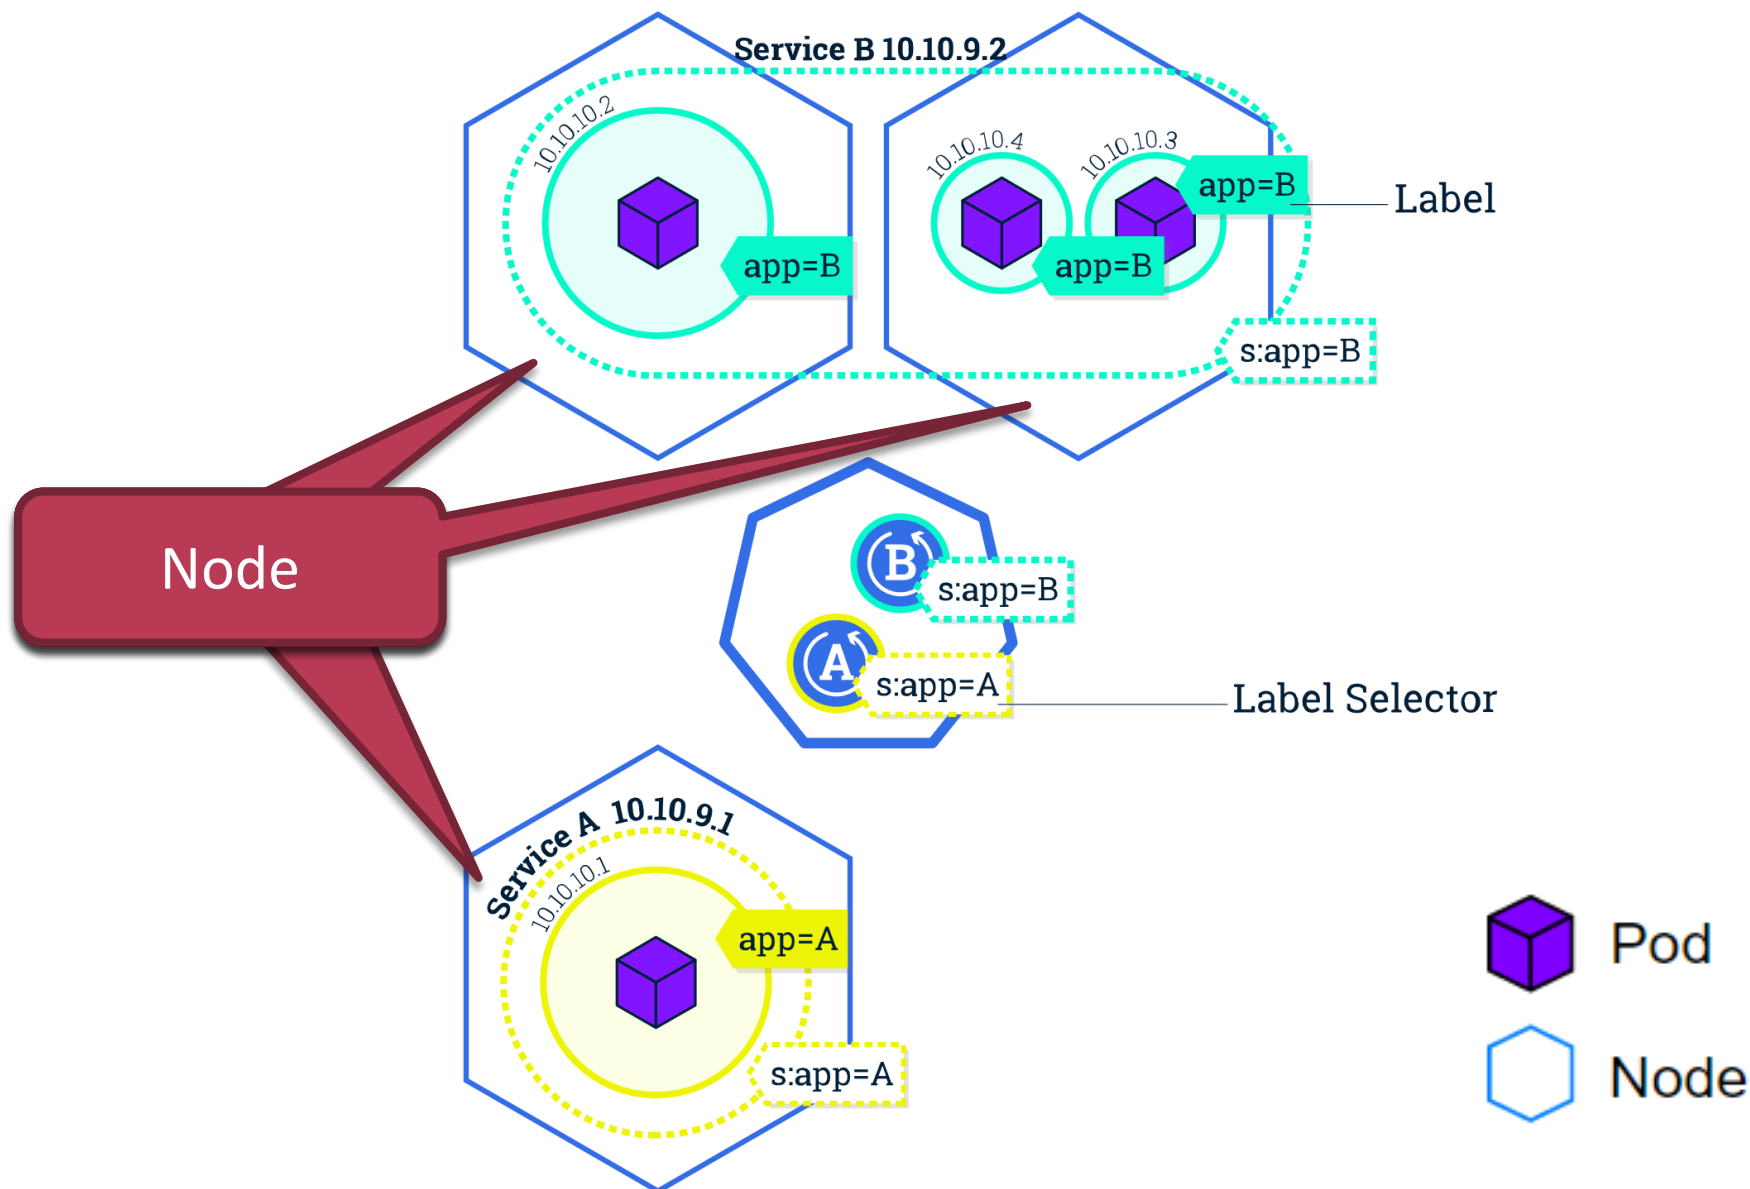 Service B 10.10.9.2
10.10.10.2
app=B
10.10.10.4
app=B
10.10.10.3
app=B
Label
s:app=B
Node
B
s:app=B
A
s:app=A
Label Selector
Service A 10.10.9.1
10.10.10.1
app=A
s:app=A
Pod
Node